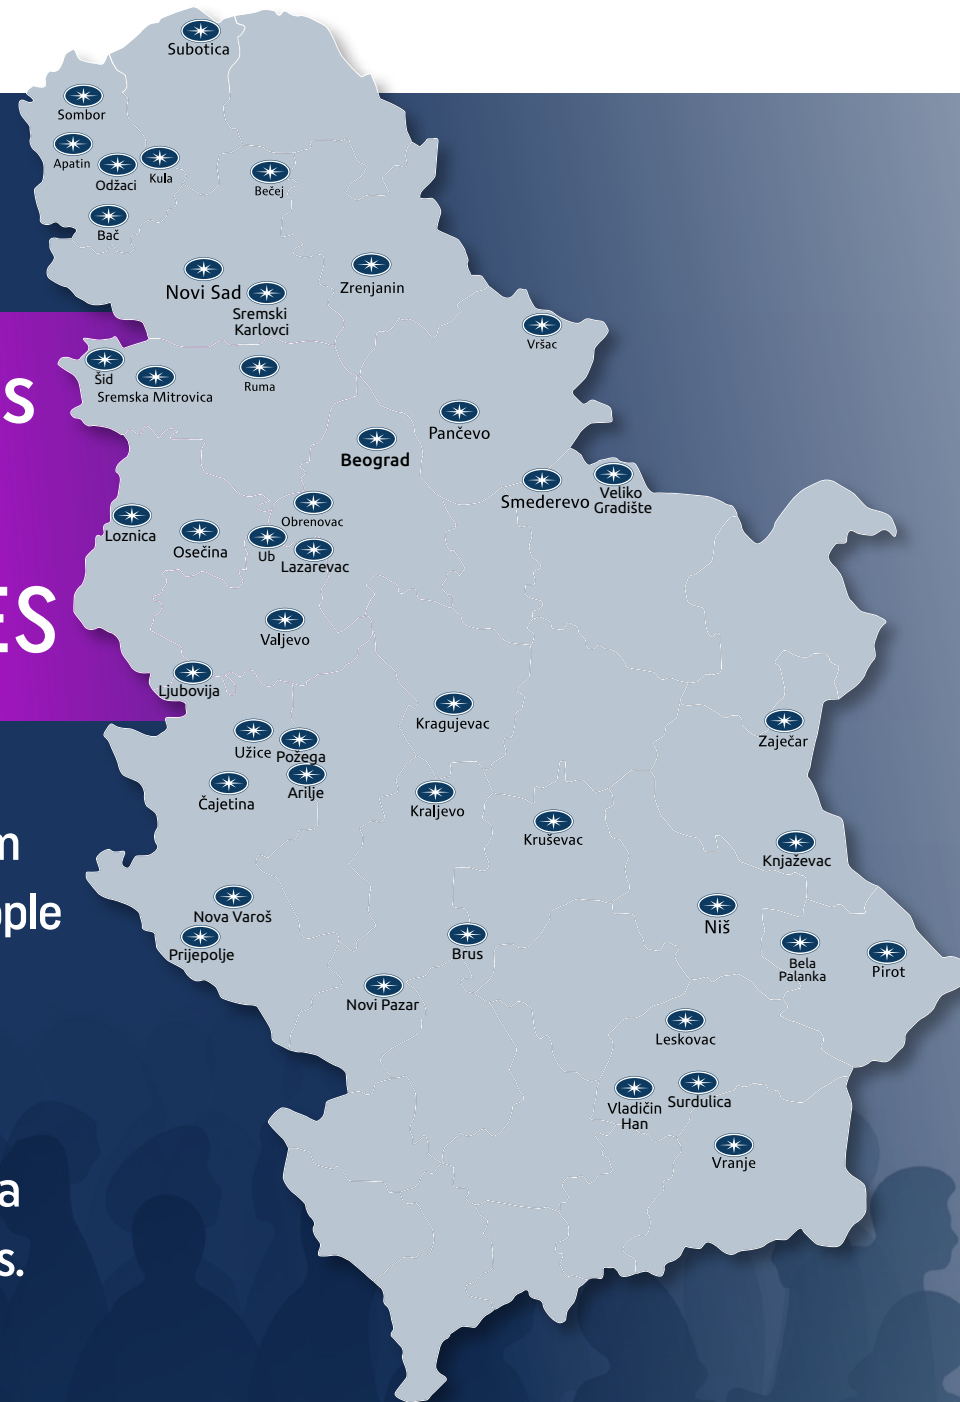 Subotica
Sombor
Apatin
Odžaci
Kula
Bečej
Bač
Novi Sad
Sremski
Karlovci
Zrenjanin
Vršac
Šid
Sremska Mitrovica
Ruma
S
Pančevo
Beograd
Smederevo
Veliko
Gradište
Loznica
Osečina
Obrenovac
Ub
Lazarevac
ES
Valjevo
Ljubovija
Kragujevac
Zaječar
Užice
Požega
Čajetina
Arilje
Kraljevo
Kruševac
Knjaževac
Nova Varoš
Prijepolje
Brus
Niš
Bela
Palanka
Pirot
Novi Pazar
Leskovac
Vladičin
Han
Surdulica
Vranje
a
s.